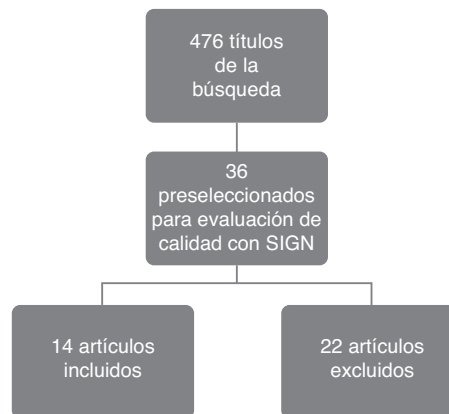 476 títulos
de la
búsqueda
36
preseleccionados
para evaluación de
calidad con SIGN
14 artículos
incluidos
22 artículos
excluidos